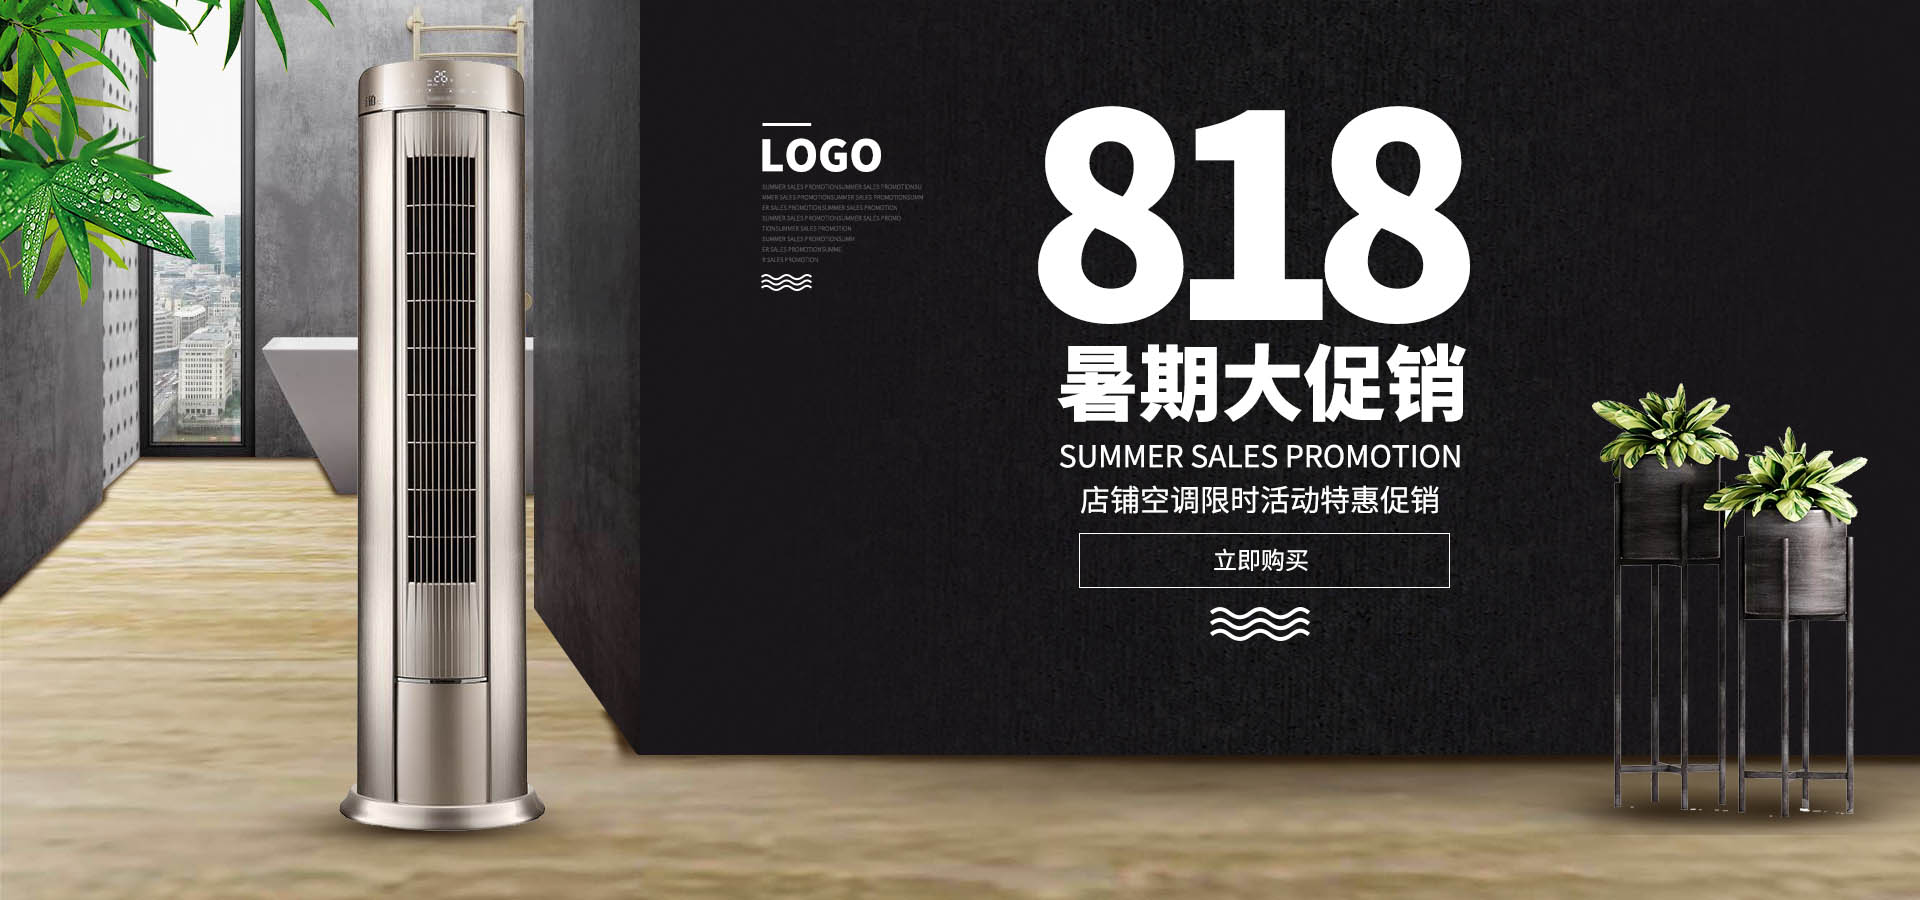 26
LOGO
SUMMER SALES PROMOTIONSUMMER SALES PROMOTIONSU
MMER SALES PROMOTIONSUMMER SALES PROMOTIONSUMM
ER SALES PROMOTIONSUMMER SALES PROMOTION
SUMMER SALES PROMOTIONSUMMER SALES PROMO
TIONSUMMER SALES PROMOTION
SUMMER SALES PROMOTIONSUMM
ER SALES PROMOTIONSUMME
R SALES PROMOTION
818
暑期大促销
SUMMER SALES PROMOTION
店铺空调限时活动特惠促销
立即购买